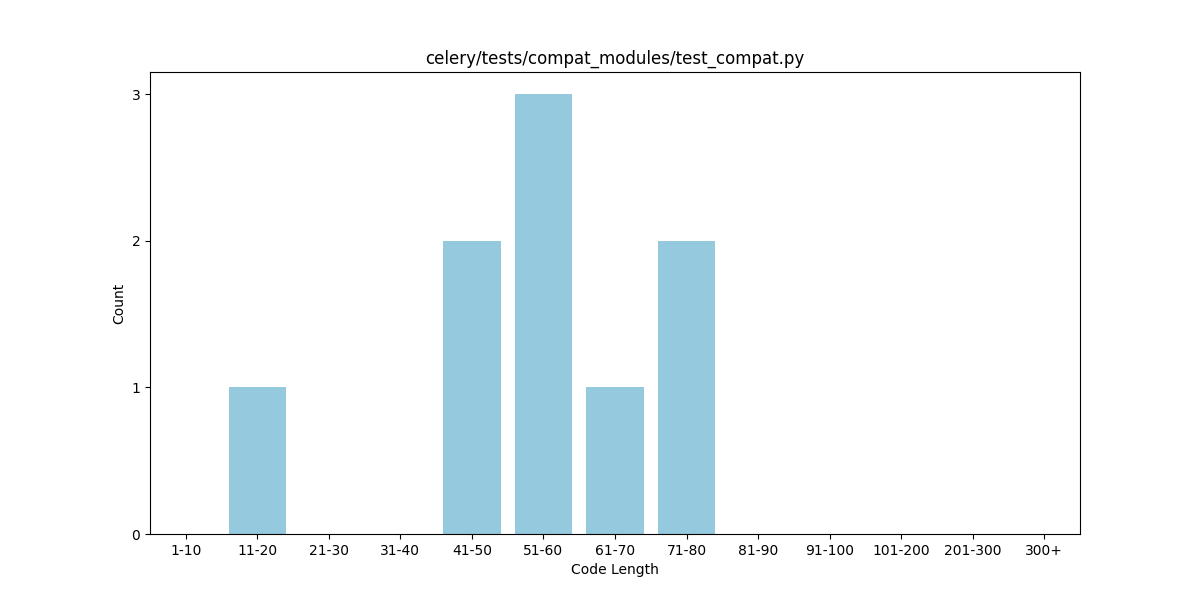 celery/tests/compat_modules/test_compat.py
3
2
1
0
Count
1-10 11-20 21-30 31-40 41-50 51-60 61-70 71-80 81-90 91-100 101-200 201-300 300+
Code Length